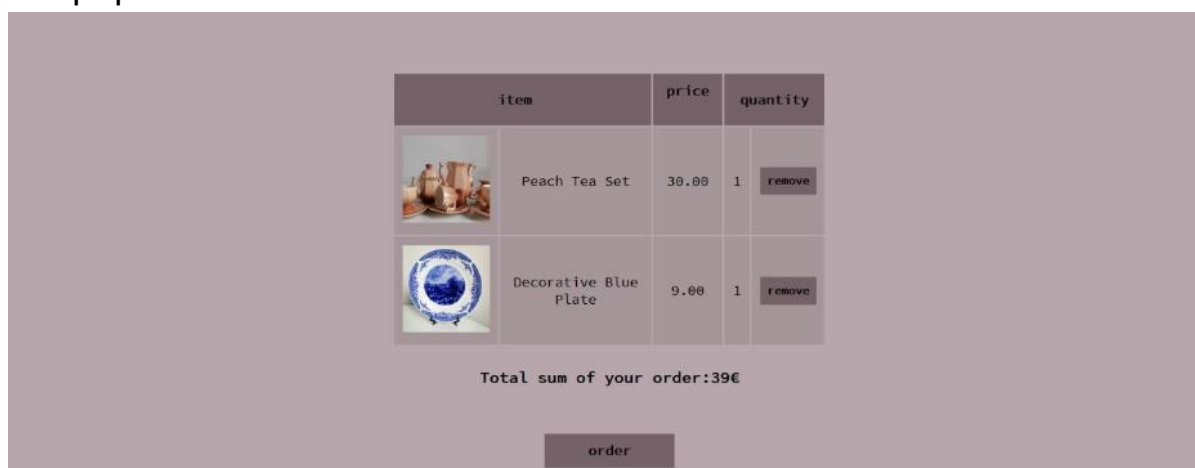 item price quantity
Peach Tea Set 30.00 1 remove
Decorative Blue
Plate 9.00 1 remove
Total sum of your order:39€
order